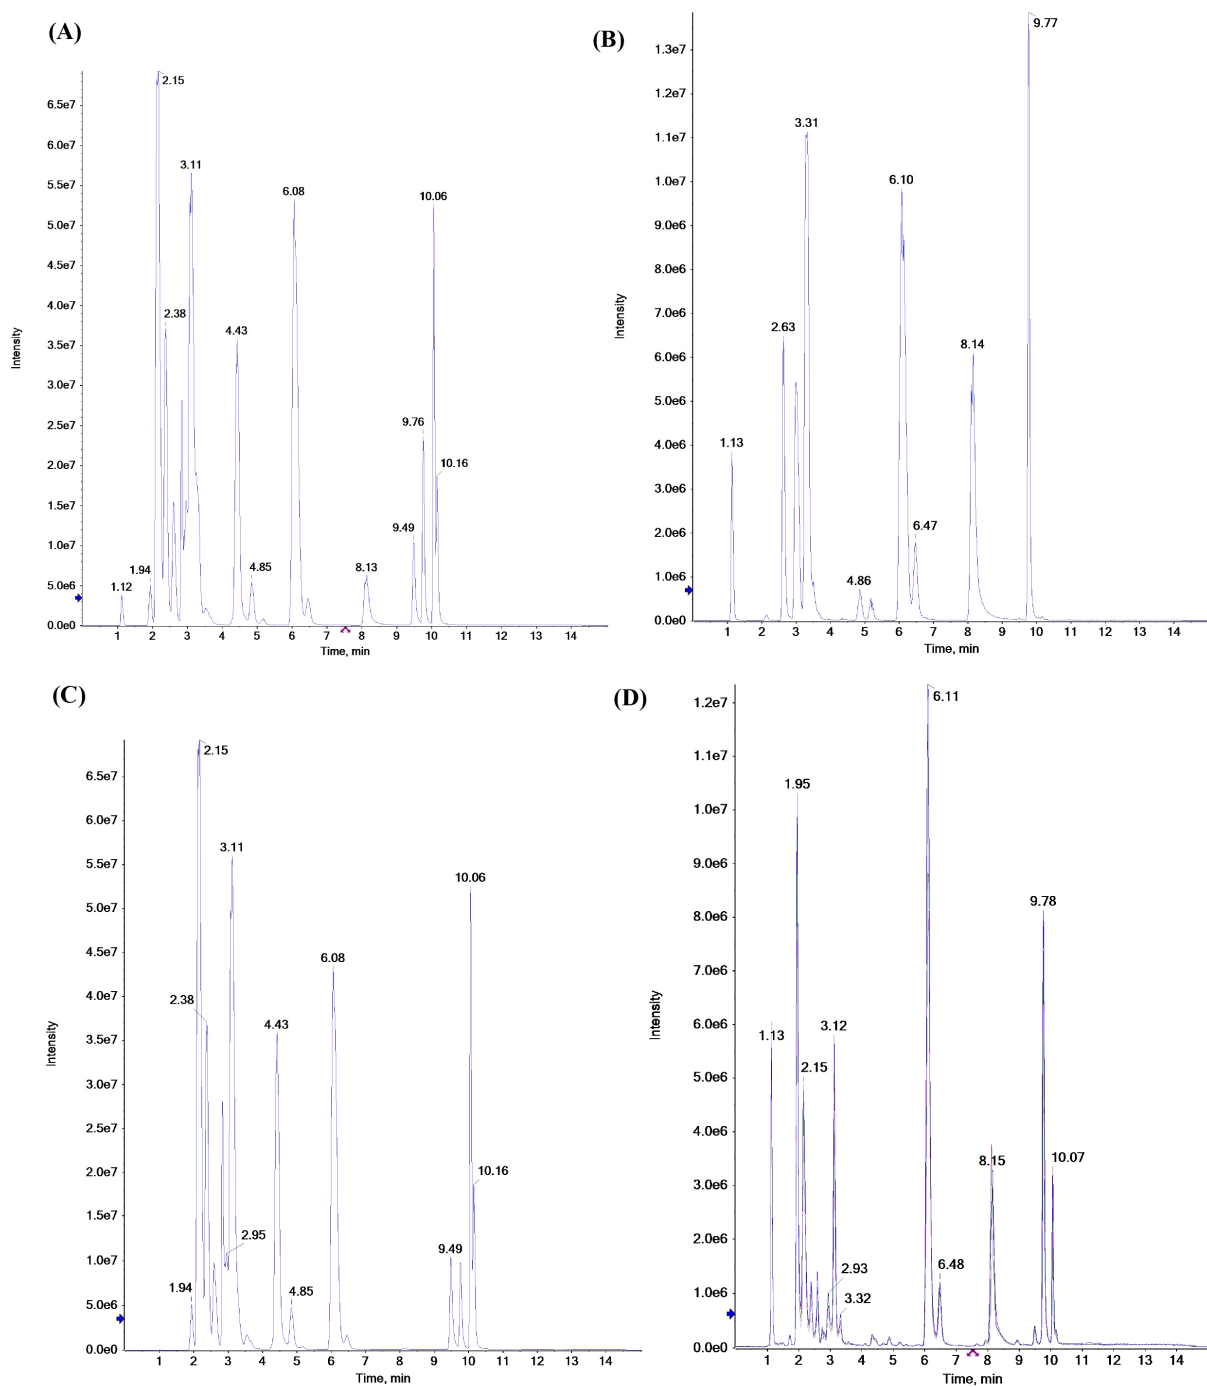 (A)
2.15
6.5e7
6.0e7
3.11
5.5e7
6.08
10.06
5.0e7
4.5e7
4.0e7
2.38
4.43
3.5e7
Intensity
3.0e7
9.76
2.5e7
2.0e7
10.16
1.5e7
9.49
1.0e7
1.94
4.85
8.13
5.0e6
1.12
0.0e0
1 2 3 4 5 6 7 8 9 10 11 12 13 14
Time, min
(B)
9.77
1.3e7
1.2e7
3.31
1.1e7
1.0e7
6.10
9.0e6
8.0e6
7.0e6
Intensity
2.63
8.14
6.0e6
5.0e6
4.0e6
1.13
3.0e6
2.0e6
6.47
1.0e6
4.86
0.0e0
1 2 3 4 5 6 7 8 9 10 11 12 13 14
Time, min
(C)
2.15
6.5e7
6.0e7
3.11
5.5e7
10.06
5.0e7
4.5e7
6.08
4.0e7
2.38
4.43
3.5e7
Intensity
3.0e7
2.5e7
2.0e7
10.16
1.5e7
2.95
9.49
1.0e7
1.94
4.85
5.0e6
0.0e0
1 2 3 4 5 6 7 8 9 10 11 12 13 14
Time, min
(D)
6.11
1.2e7
1.1e7
1.95
1.0e7
9.0e6
9.78
8.0e6
7.0e6
6.0e6
1.13
3.12
Intensity
2.15
5.0e6
4.0e6
8.15
10.07
3.0e6
2.0e6
2.93
6.48
3.32
1.0e6
0.0e0
1 2 3 4 5 6 7 8 9 10 11 12 13 14
Time, min